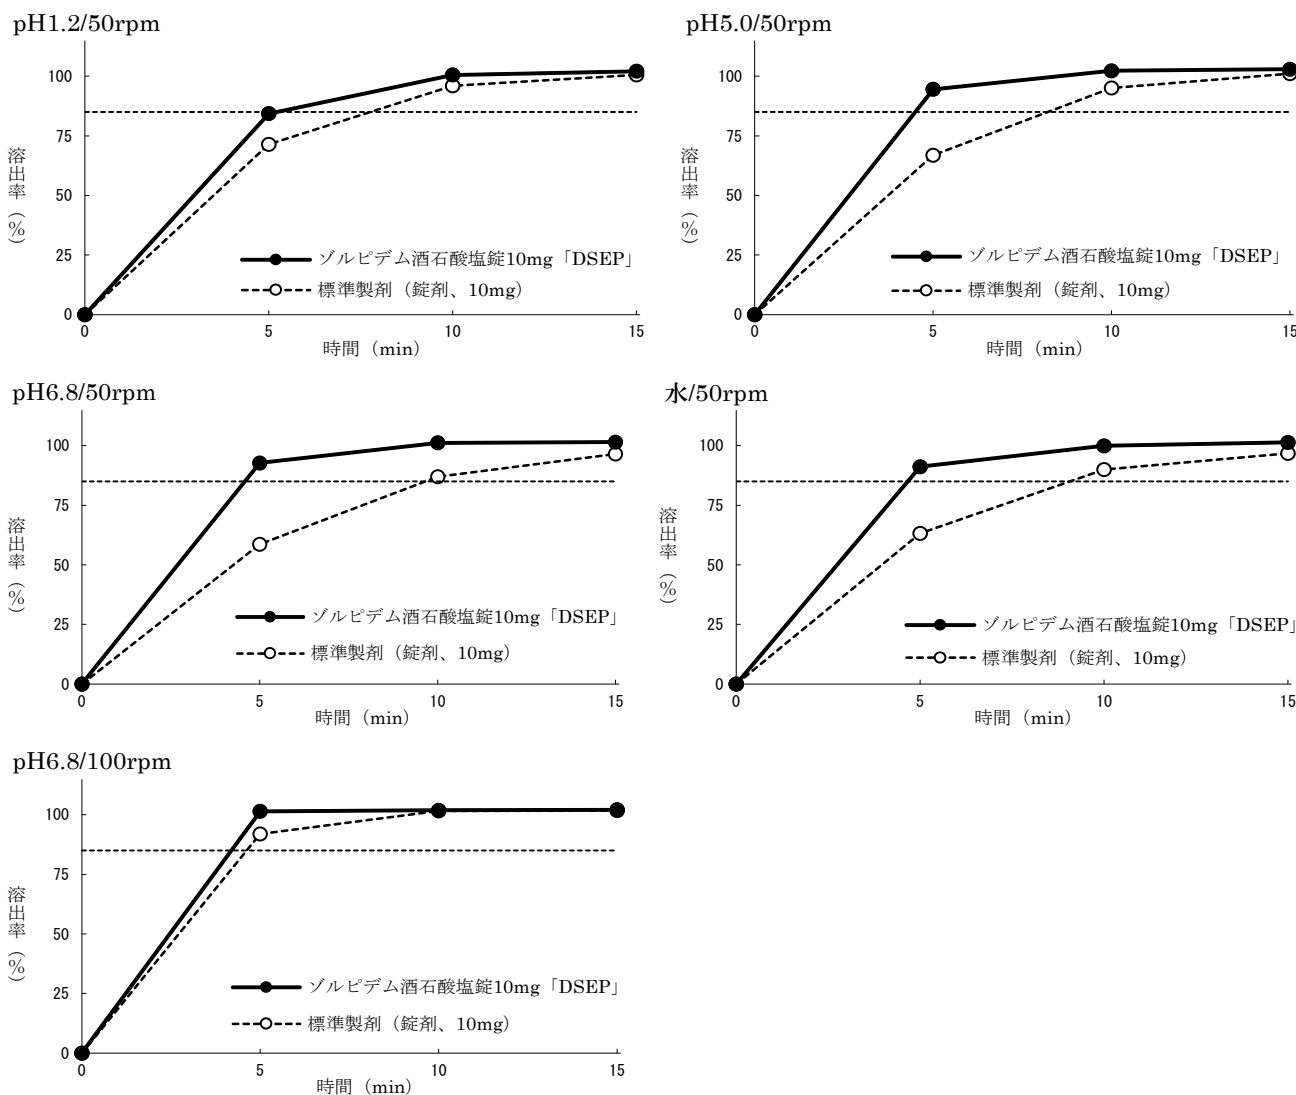 pH1.2/50rpm
100
75
50
25
0
溶出率（%）
ゾルピデム酒石酸塩錠10mg「DSEP」
標準製剤（錠剤、10mg）
0 5 10 15
時間（min）
pH5.0/50rpm
100
75
50
25
0
溶出率（%）
ゾルピデム酒石酸塩錠10mg「DSEP」
標準製剤（錠剤、10mg）
0 5 10 15
時間（min）
pH6.8/50rpm
100
75
50
25
0
溶出率（%）
ゾルピデム酒石酸塩錠10mg「DSEP」
標準製剤（錠剤、10mg）
0 5 10 15
時間（min）
水/50rpm
100
75
50
25
0
溶出率（%）
ゾルピデム酒石酸塩錠10mg「DSEP」
標準製剤（錠剤、10mg）
0 5 10 15
時間（min）
pH6.8/100rpm
100
75
50
25
0
溶出率（%）
ゾルピデム酒石酸塩錠10mg「DSEP」
標準製剤（錠剤、10mg）
0 5 10 15
時間（min）